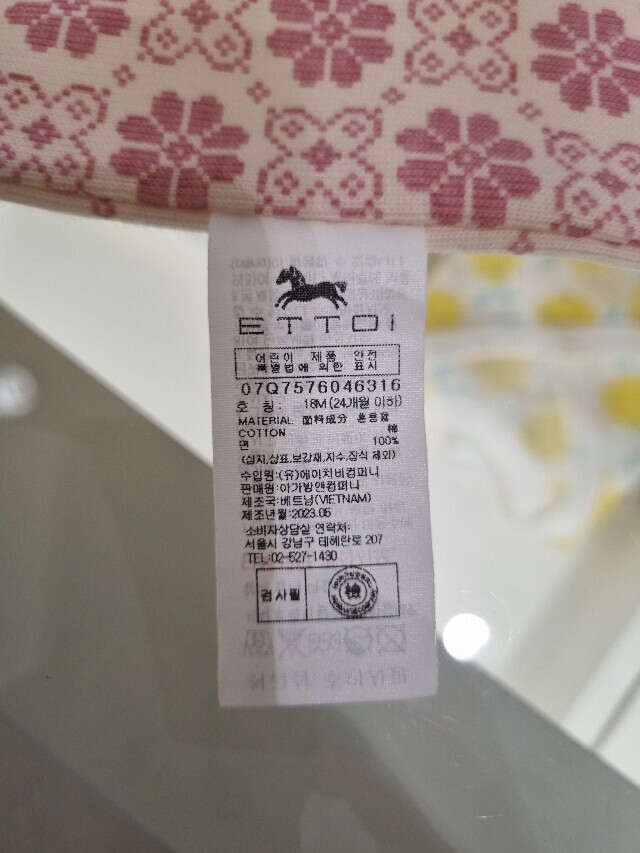 ETTOi
어린이 제품 안전
특별법에 의한 표시
07Q7576046316
호 칭: 18M(24개월 이하)
MATERIAL 面料成分 혼용율
COTTON 棉
면 100%
(심지,상표,보강재,자수,장식 제외)
수입원:(유)에이치비컴퍼니
판매원:아가방앤컴퍼니
제조국:베트남(VIETNAM)
제조년월:2023.05
소비자상담실 연락처:
서울시 강남구 테헤란로 207
TEL:02-527-1430
검사필 檢